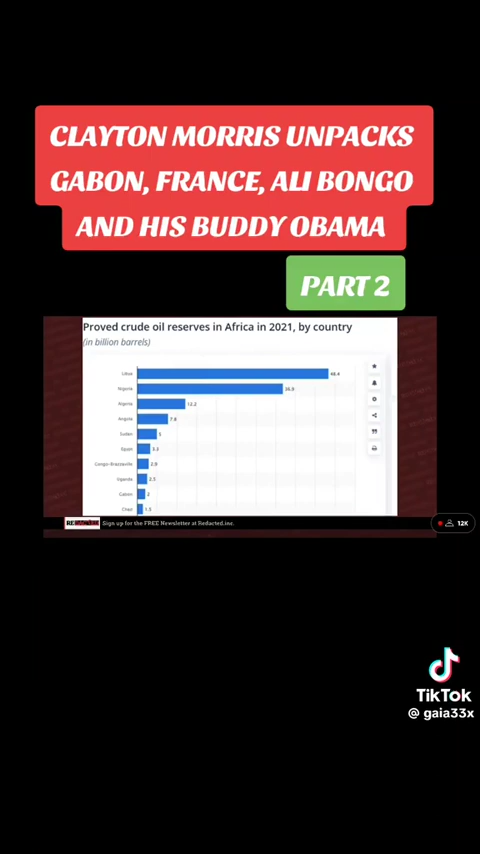 CLAYTON MORRIS UNPACKS
GABON, FRANCE, ALI BONGO
AND HIS BUDDY OBAMA
PART 2
Proved crude oil reserves in Africa in 2021, by country
(in billion barrels)
Libya 48.4
Nigeria 36.9
Algeria 12.2
Angola 7.8
Sudan 5
Egypt 3.3
Congo-Brazzaville 2.9
Uganda 2.5
Gabon 2
Chad 1.5
REDACTED Sign up for the FREE Newsletter at Redacted.inc.
12K
TikTok
@ gaia33x